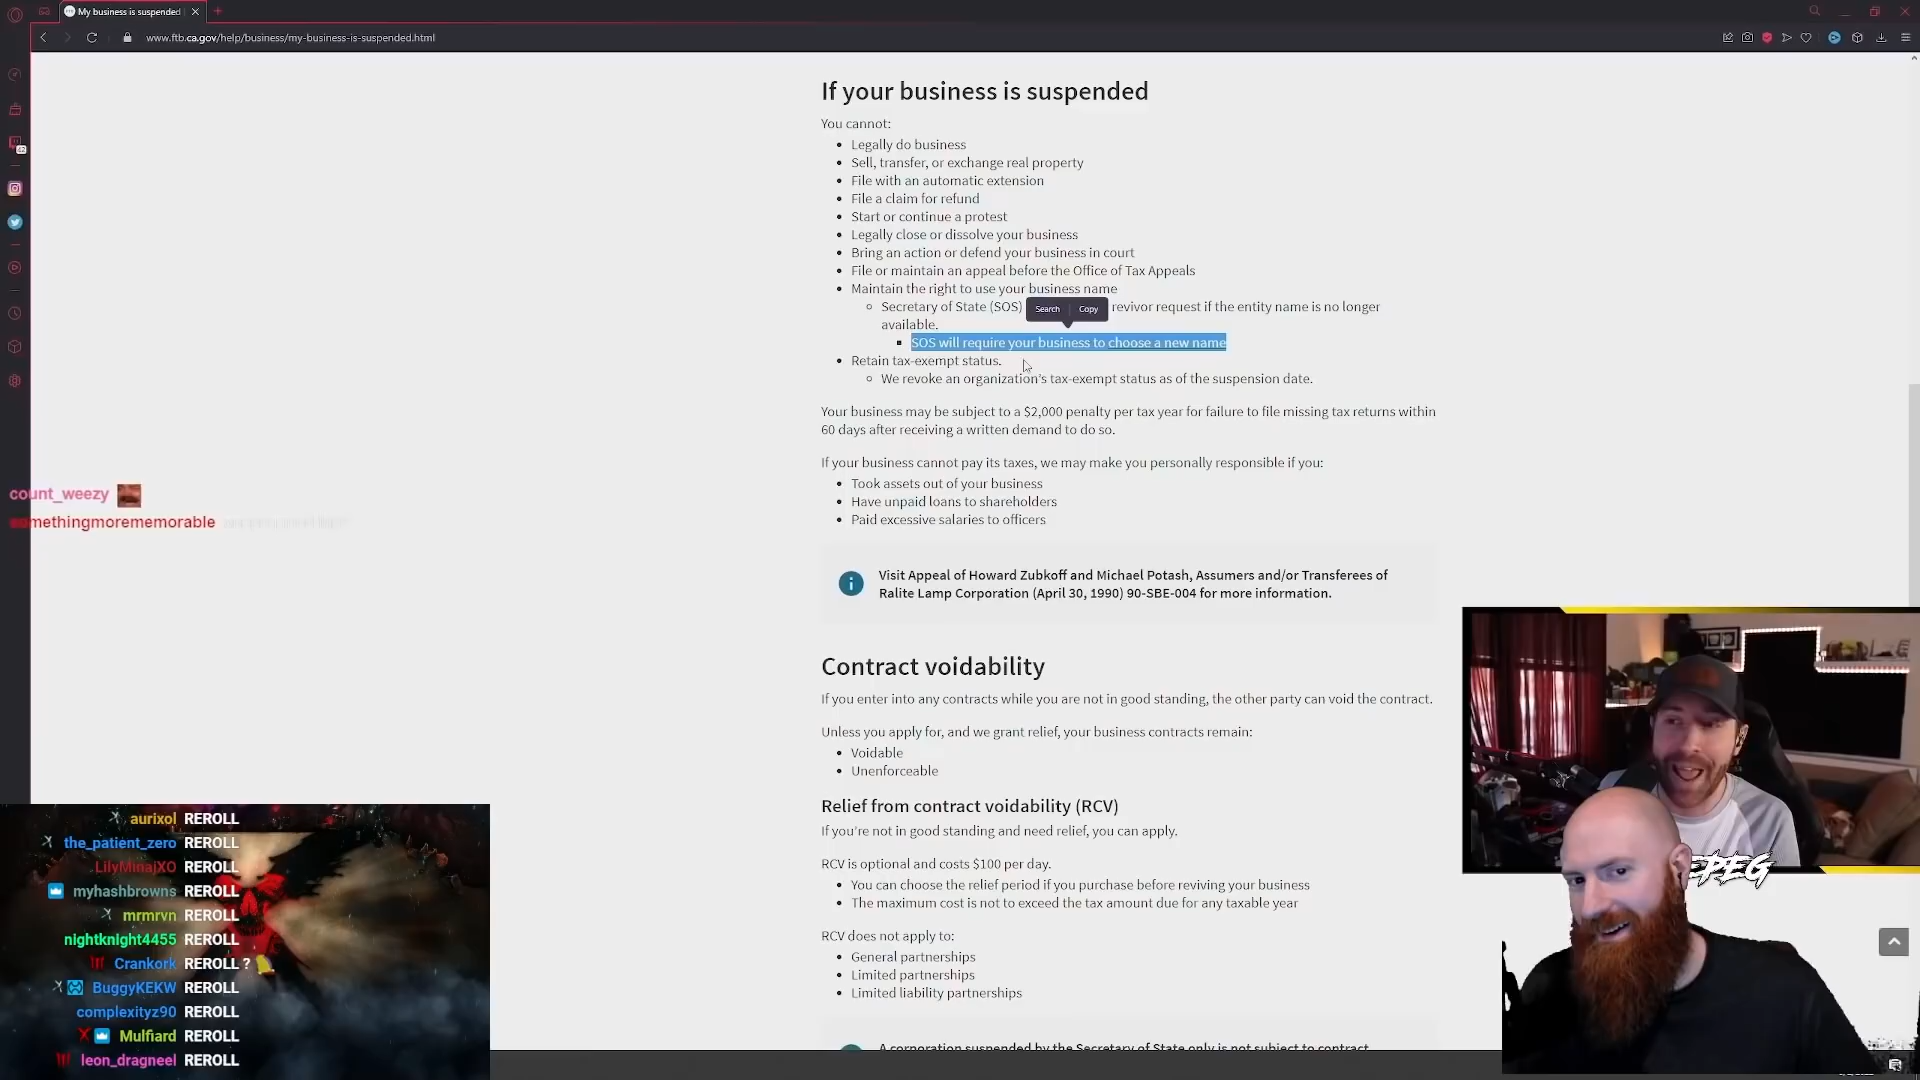 My business is suspended
www.ftb.ca.gov/help/business/my-business-is-suspended.html
If your business is suspended
You cannot:
Legally do business
Sell, transfer, or exchange real property
File with an automatic extension
File a claim for refund
Start or continue a protest
Legally close or dissolve your business
Bring an action or defend your business in court
File or maintain an appeal before the Office of Tax Appeals
Maintain the right to use your business name
Secretary of State (SOS) revivor request if the entity name is no longer
Search Copy
available.
SOS will require your business to choose a new name
Retain tax-exempt status.
We revoke an organization's tax-exempt status as of the suspension date.
Your business may be subject to a $2,000 penalty per tax year for failure to file missing tax returns within
60 days after receiving a written demand to do so.
If your business cannot pay its taxes, we may make you personally responsible if you:
Took assets out of your business
Have unpaid loans to shareholders
Paid excessive salaries to officers
Visit Appeal of Howard Zubkoff and Michael Potash, Assumers and/or Transferees of
Ralite Lamp Corporation (April 30, 1990) 90-SBE-004 for more information.
Contract voidability
If you enter into any contracts while you are not in good standing, the other party can void the contract.
Unless you apply for, and we grant relief, your business contracts remain:
Voidable
Unenforceable
Relief from contract voidability (RCV)
If you're not in good standing and need relief, you can apply.
RCV is optional and costs $100 per day.
You can choose the relief period if you purchase before reviving your business
The maximum cost is not to exceed the tax amount due for any taxable year
RCV does not apply to:
General partnerships
Limited partnerships
Limited liability partnerships
A corporation suspended by the Secretary of State only is not subject to contract
count_weezy
somethingmorememorable
aurixol REROLL
the_patient_zero REROLL
LilyMinajXO REROLL
myhashbrowns REROLL
mrmrvn REROLL
nightknight4455 REROLL
Crankork REROLL ?
BuggyKEKW REROLL
complexityz90 REROLL
Mulfiard REROLL
leon_dragneel REROLL